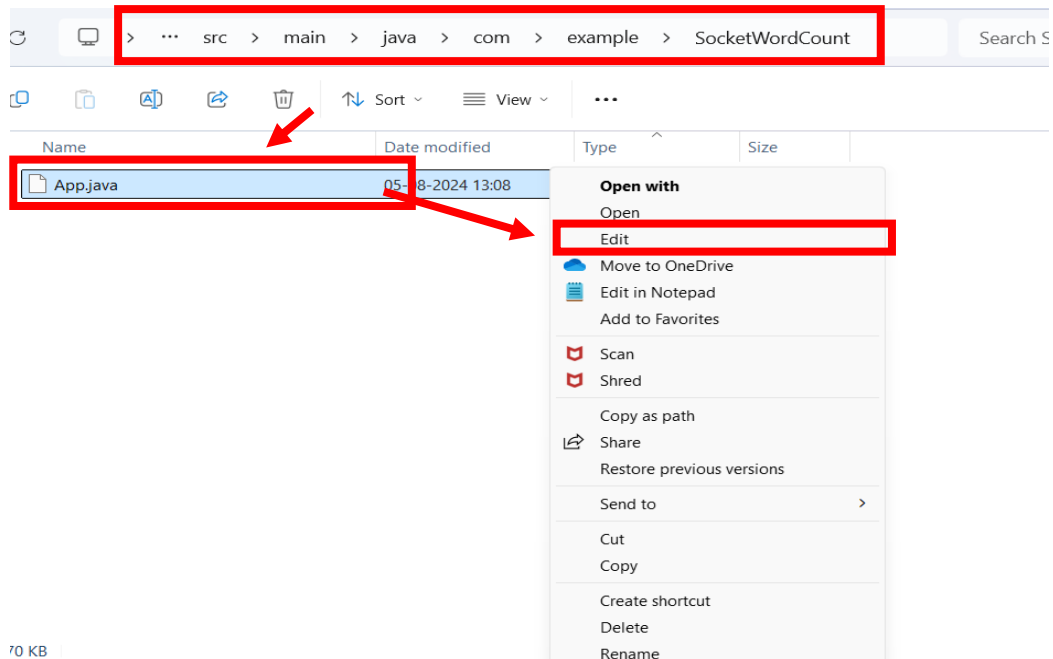 > ... src > main > java > com > example > SocketWordCount Search S
Sort View ...
Name Date modified Type Size
App.java 05-08-2024 13:08
Open with
Open
Edit
Move to OneDrive
Edit in Notepad
Add to Favorites
Scan
Shred
Copy as path
Share
Restore previous versions
Send to >
Cut
Copy
Create shortcut
Delete
Rename
70 KB